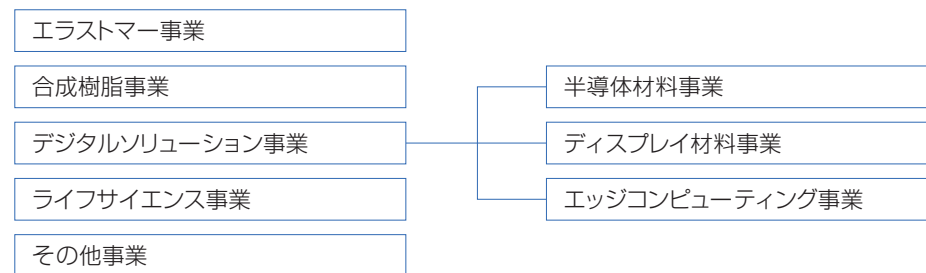 エラストマー事業
合成樹脂事業
デジタルソリューション事業
ライフサイエンス事業
その他事業
半導体材料事業
ディスプレイ材料事業
エッジコンピューティング事業